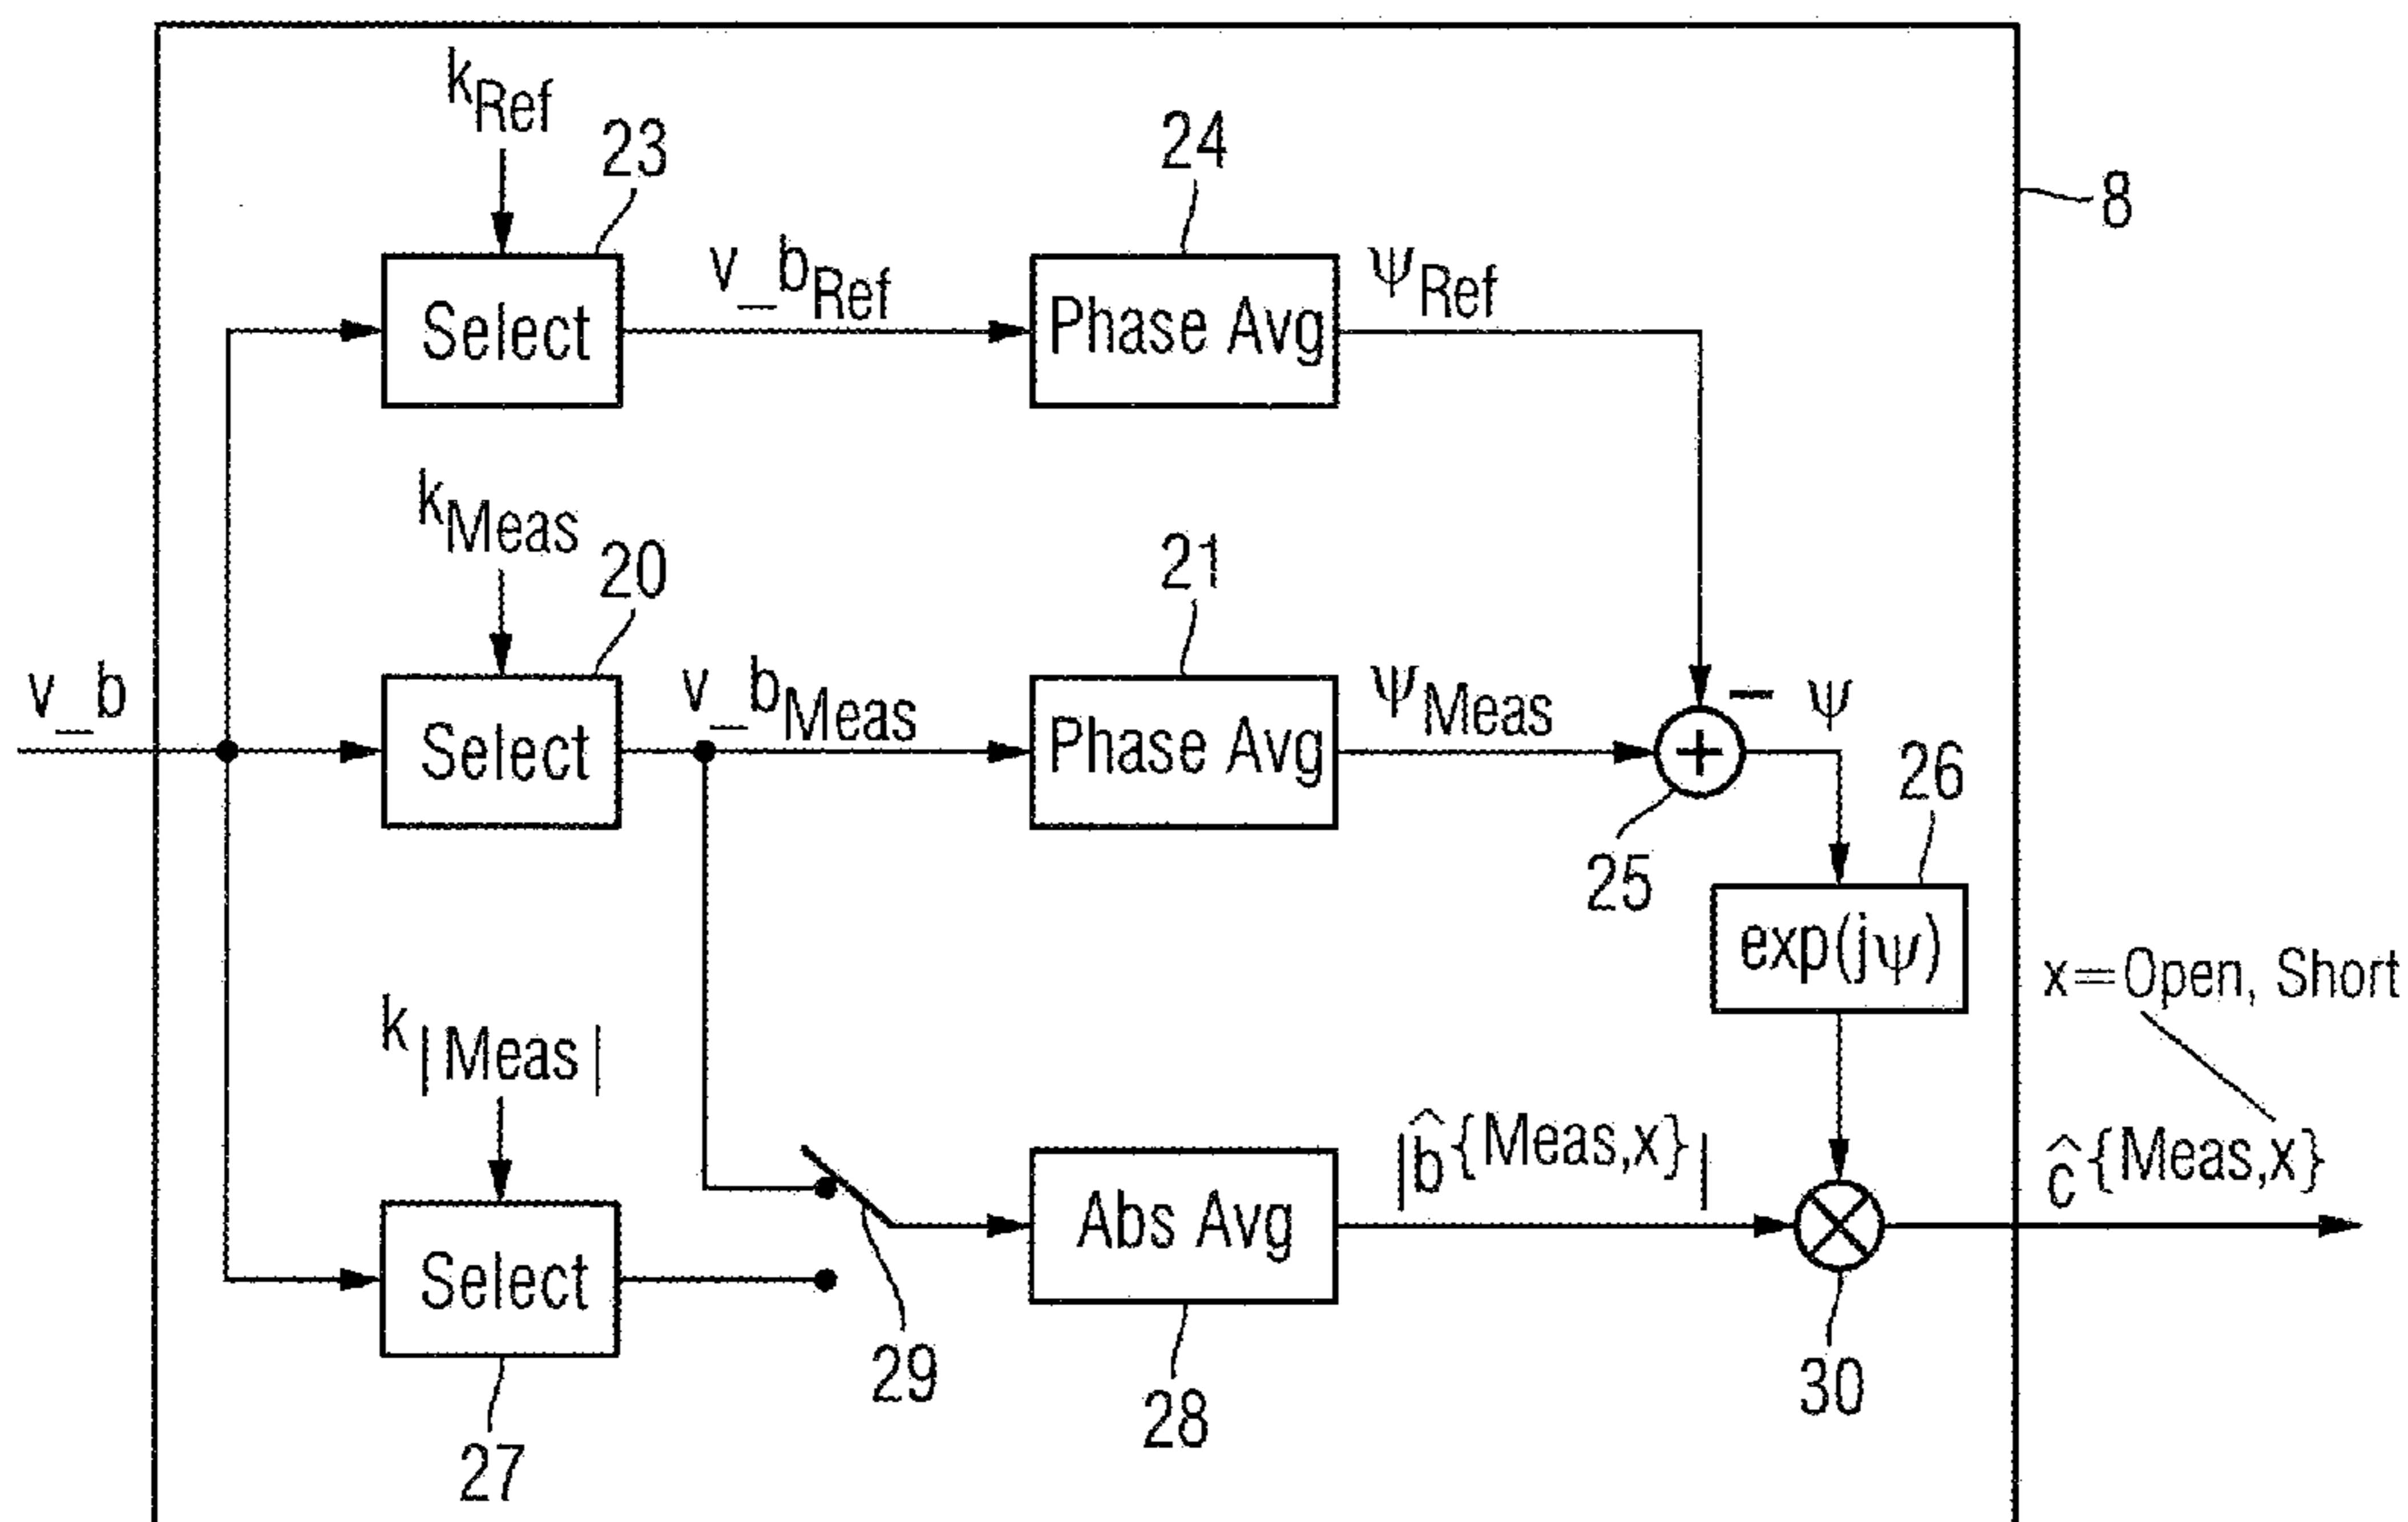 k_Ref
23
24
8
Select
v_b_Ref
Phase Avg
ψ_Ref
k_Meas
20
21
v_b
Select
v_b_Meas
Phase Avg
ψ_Meas
+
− ψ
25
26
exp(jψ)
x=Open, Short
k_|Meas|
Select
27
29
Abs Avg
28
|b̂^{Meas,x}|
30
ĉ^{Meas,x}